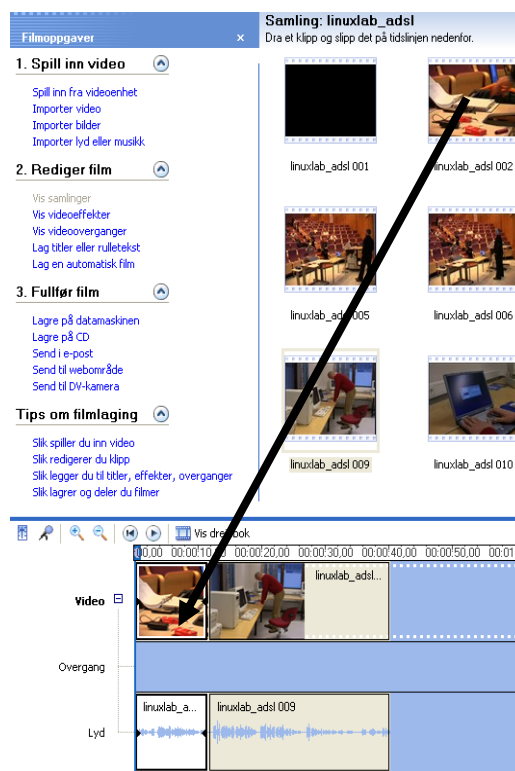 Filmoppgaver x
1. Spill inn video
Spill inn fra videoenhet
Importer video
Importer bilder
Importer lyd eller musikk
2. Rediger film
Vis samlinger
Vis videoeffekter
Vis videooverganger
Lag titler eller rulletekst
Lag en automatisk film
3. Fullfør film
Lagre på datamaskinen
Lagre på CD
Send i e-post
Send til webområde
Send til DV-kamera
Tips om filmlaging
Slik spiller du inn video
Slik redigerer du klipp
Slik legger du til titler, effekter, overganger
Slik lagrer og deler du filmer
Samling: linuxlab_adsl
Dra et klipp og slipp det på tidslinjen nedenfor.
linuxlab_adsl 001
linuxlab_adsl 002
linuxlab_adsl 005
linuxlab_adsl 006
linuxlab_adsl 009
linuxlab_adsl 010
Vis
00:00:20,00 00:00:30,00 00:00:40,00 00:00:50,00 00:01
Video
linuxlab_adsl...
Overgang
Lyd
linuxlab_a...
linuxlab_adsl 009